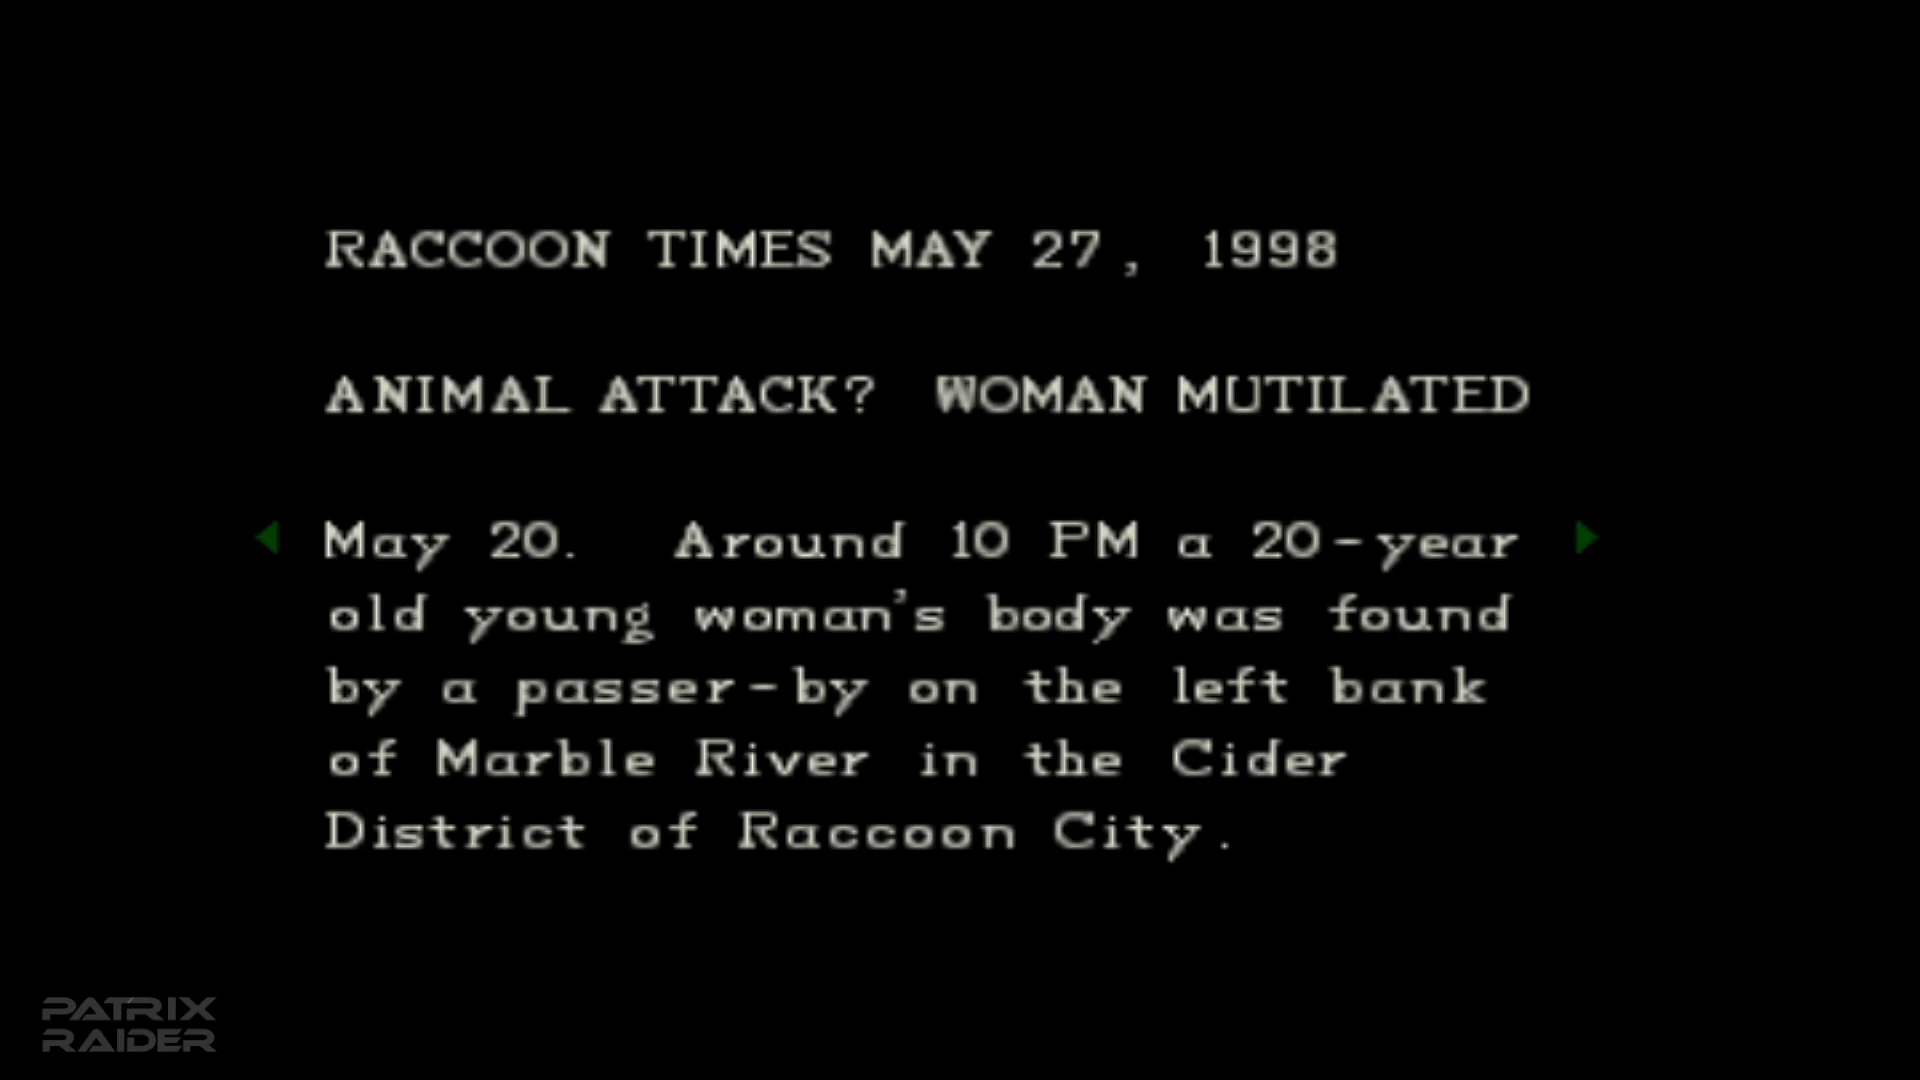 RACCOON TIMES MAY 27, 1998
ANIMAL ATTACK? WOMAN MUTILATED
May 20. Around 10 PM a 20-year
old young woman's body was found
by a passer-by on the left bank
of Marble River in the Cider
District of Raccoon City.
PATRIX
RAIDER